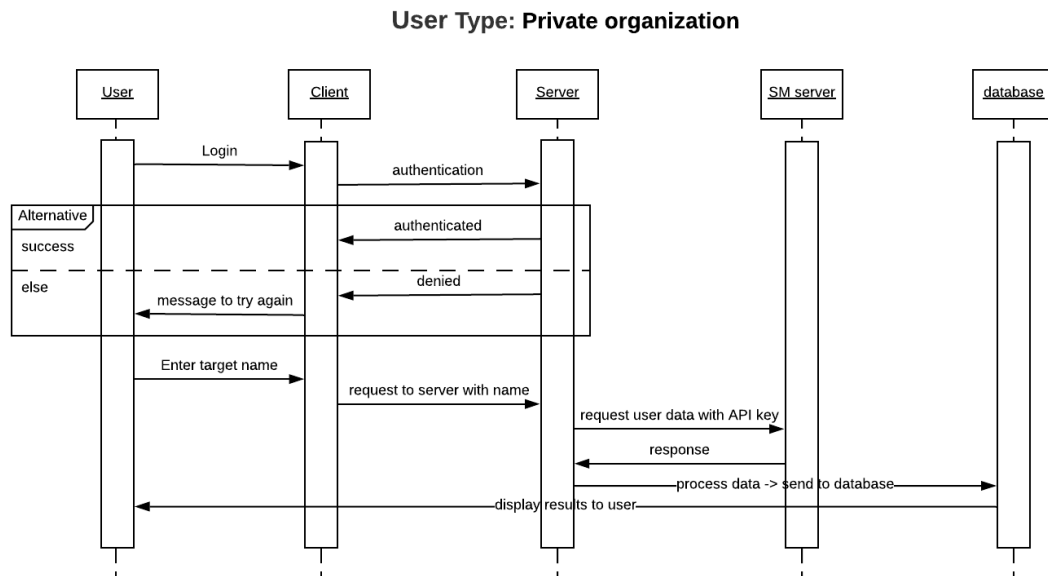 User Type: Private organization
User
Client
Server
SM server
database
Login
authentication
Alternative
authenticated
success
denied
else
message to try again
Enter target name
request to server with name
request user data with API key
response
process data -> send to database
display results to user